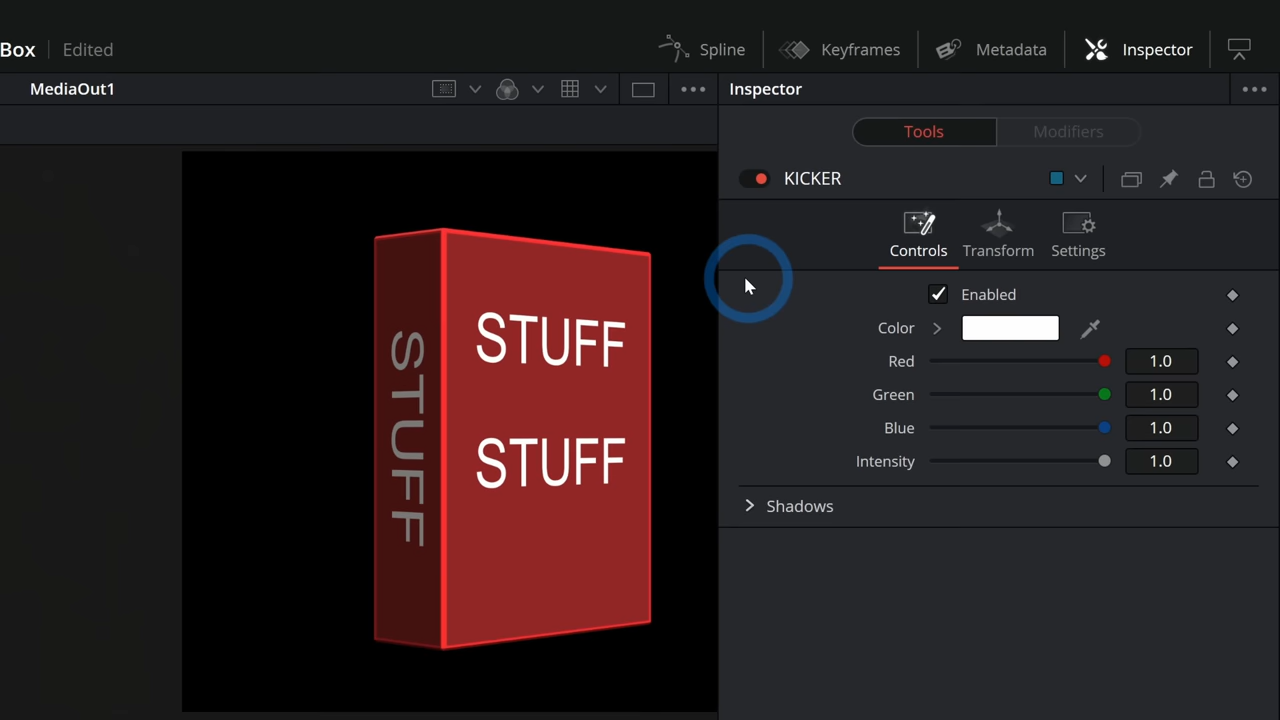 Box Edited Spline Keyframes Metadata Inspector
MediaOut1
Inspector
Tools Modifiers
KICKER
Controls Transform Settings
Enabled
Color
Red 1.0
Green 1.0
Blue 1.0
Intensity 1.0
Shadows
STUFF
STUFF
STUFF